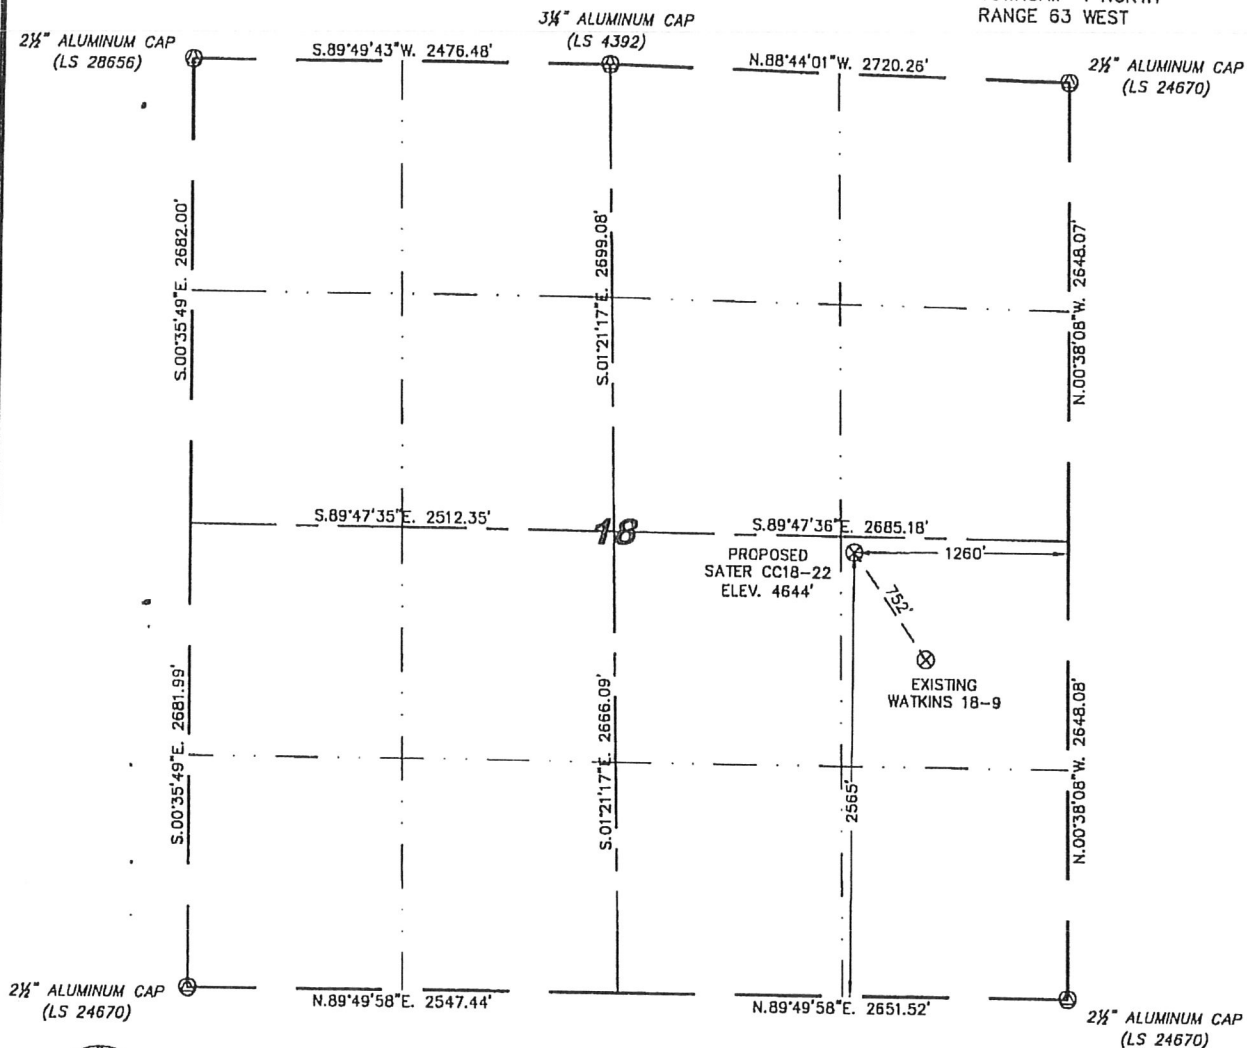 RANGE 63 WEST
3¼" ALUMINUM CAP
(LS 4392)
2½" ALUMINUM CAP
(LS 28656)
S.89°49'43"W. 2476.48'
N.88°44'01"W. 2720.26'
2½" ALUMINUM CAP
(LS 24670)
S.00°35'49"E. 2682.00'
S.01°21'17"E. 2699.08'
N.00°38'08"W. 2648.07'
S.89°47'35"E. 2512.35'
18
S.89°47'36"E. 2685.18'
1260'
PROPOSED
SATER CC18-22
ELEV. 4644'
752'
EXISTING
WATKINS 18-9
S.00°35'49"E. 2681.99'
S.01°21'17"E. 2666.09'
2565'
N.00°38'08"W. 2648.08'
2½" ALUMINUM CAP
(LS 24670)
N.89°49'58"E. 2547.44'
N.89°49'58"E. 2651.52'
2½" ALUMINUM CAP
(LS 24670)